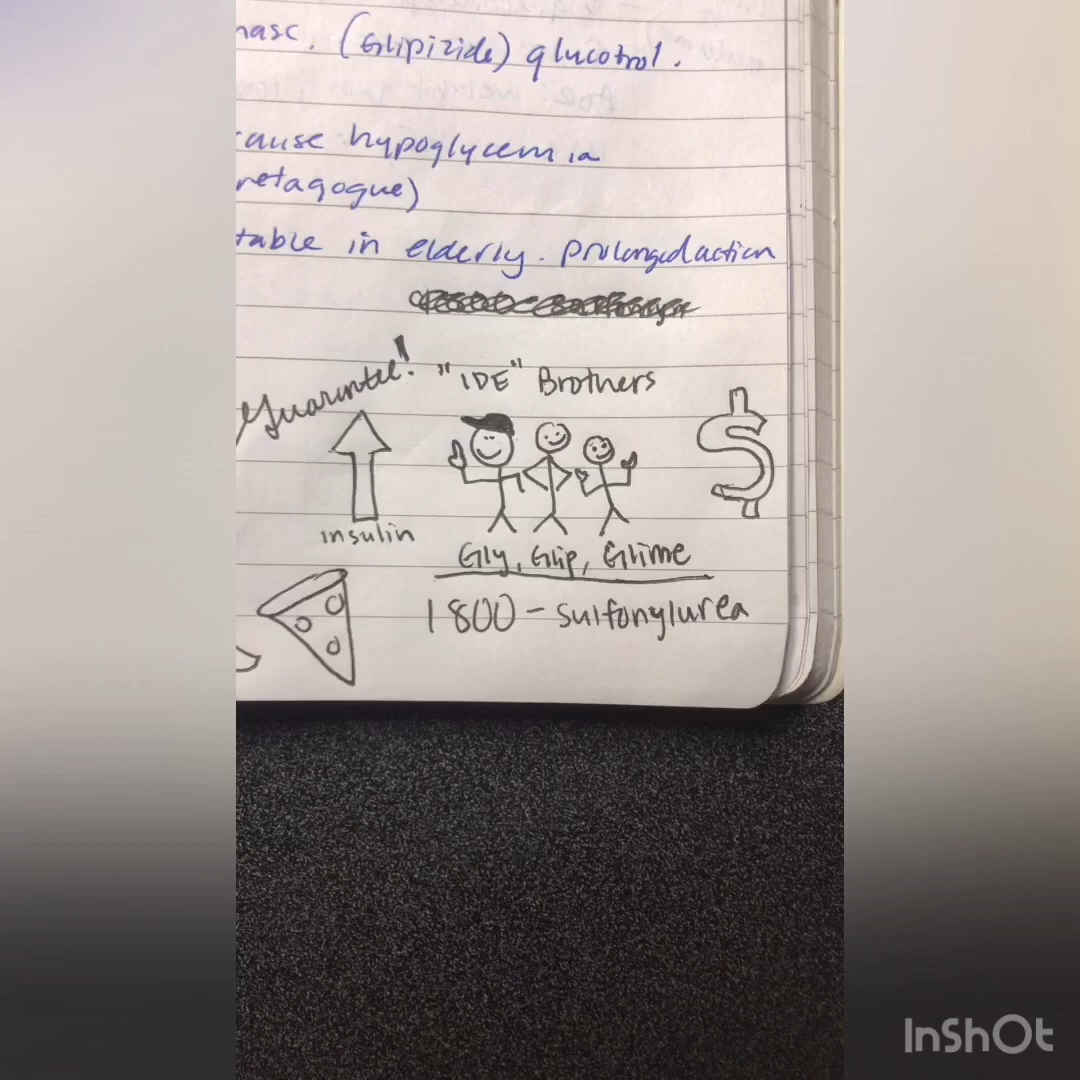 (Glipizide) glucotrol.
cause hypoglycemia
retagogue)
table in elderly. prolonged action
Guarantee! "IDE" Brothers
insulin
$
Gly, Glip, Glime
1800 - sulfonylurea
InShOt